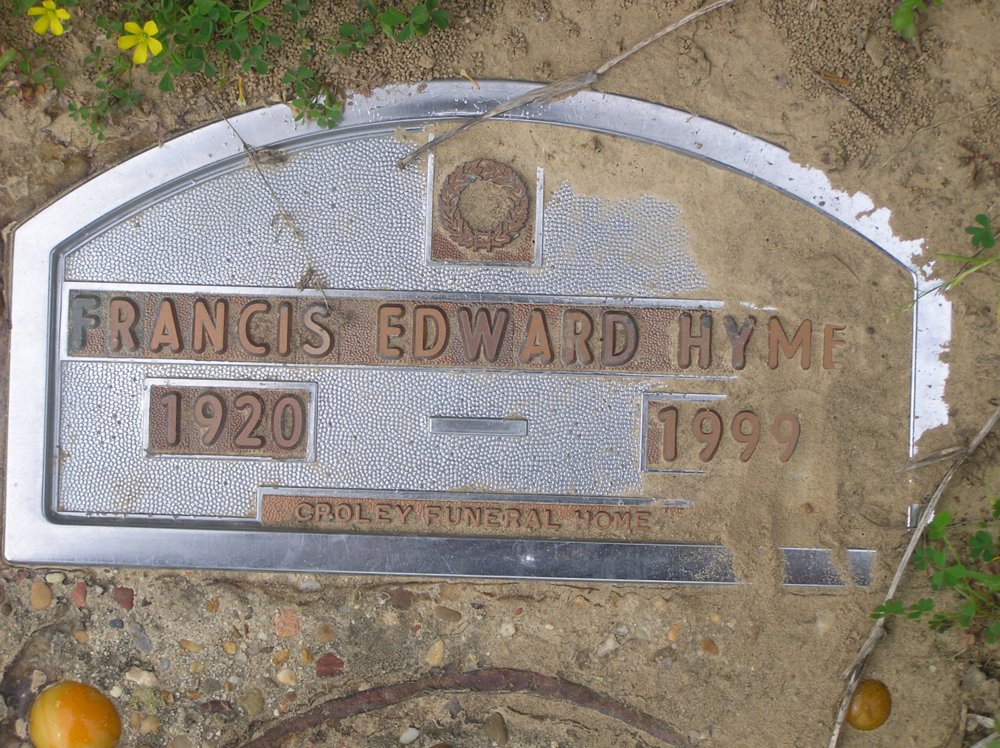 FRANCIS EDWARD HYME
1920 — 1999
CROLEY FUNERAL HOME